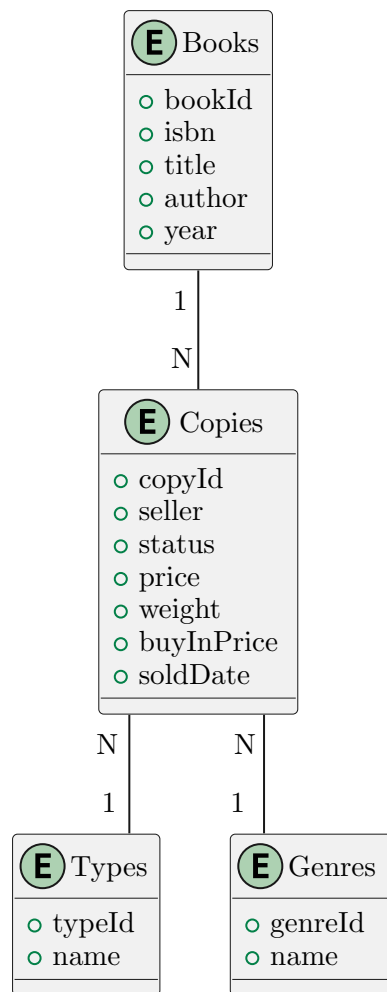 E Books
bookId
isbn
title
author
year
1
N
E Copies
copyId
seller
status
price
weight
buyInPrice
soldDate
N N
1 1
E Types E Genres
typeId genreId
name name